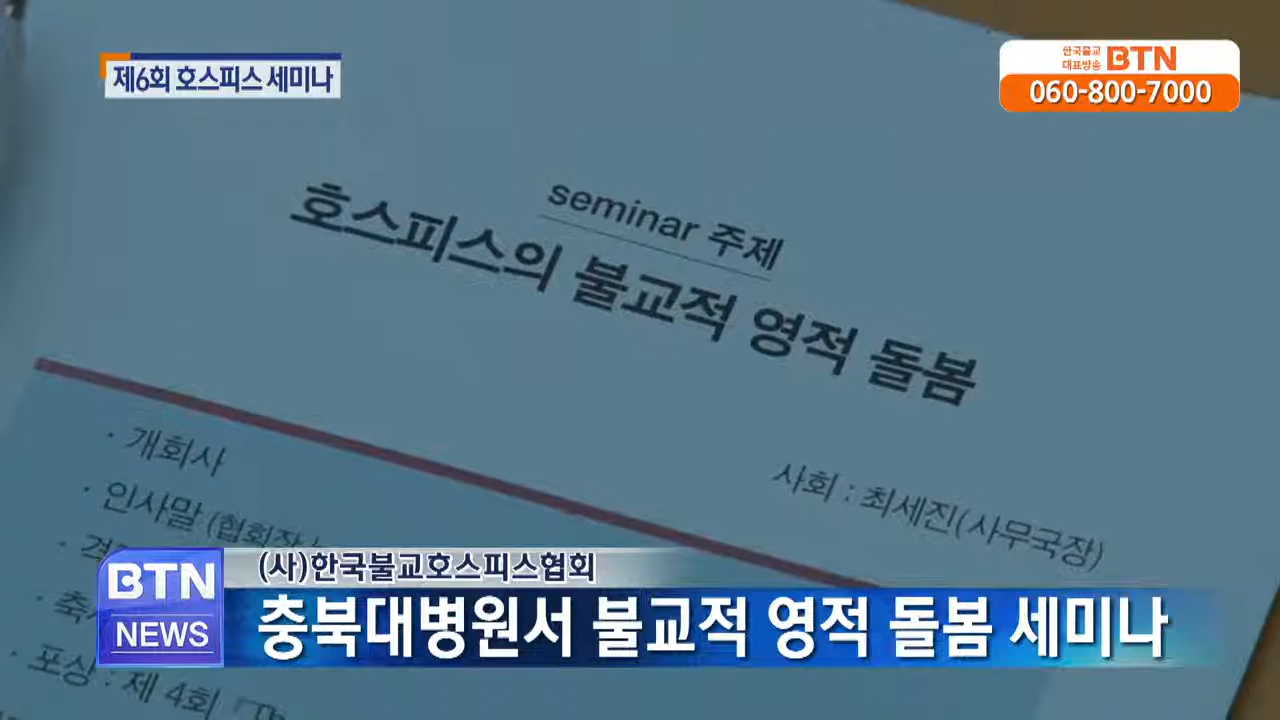 제6회 호스피스 세미나
한국불교
대표방송 BTN
060-800-7000
seminar 주제
호스피스의 불교적 영적 돌봄
사회 : 최세진(사무국장)
· 개회사
· 인사말 (협회장
· 축
· 포상 : 제 4회
(사)한국불교호스피스협회
BTN
NEWS
충북대병원서 불교적 영적 돌봄 세미나